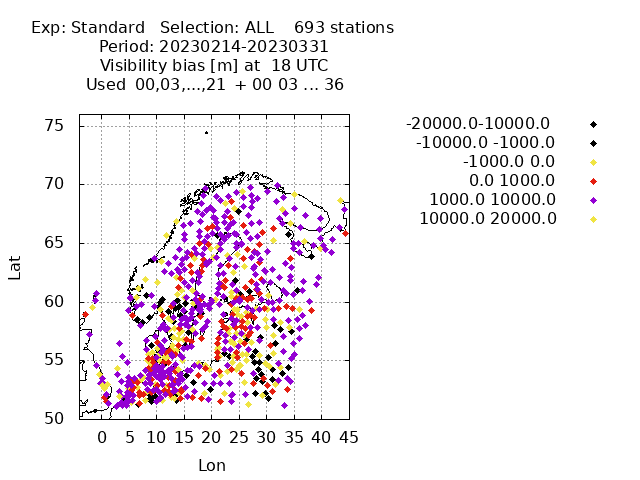 Exp: Standard   Selection: ALL    693 stations
Period: 20230214-20230331
Visibility bias [m] at  18 UTC
Used  00,03,...,21  + 00 03 ... 36
-20000.0-10000.0
-10000.0 -1000.0
-1000.0 0.0
0.0 1000.0
1000.0 10000.0
10000.0 20000.0
75
70
65
60
55
50
Lat
0 5 10 15 20 25 30 35 40 45
Lon